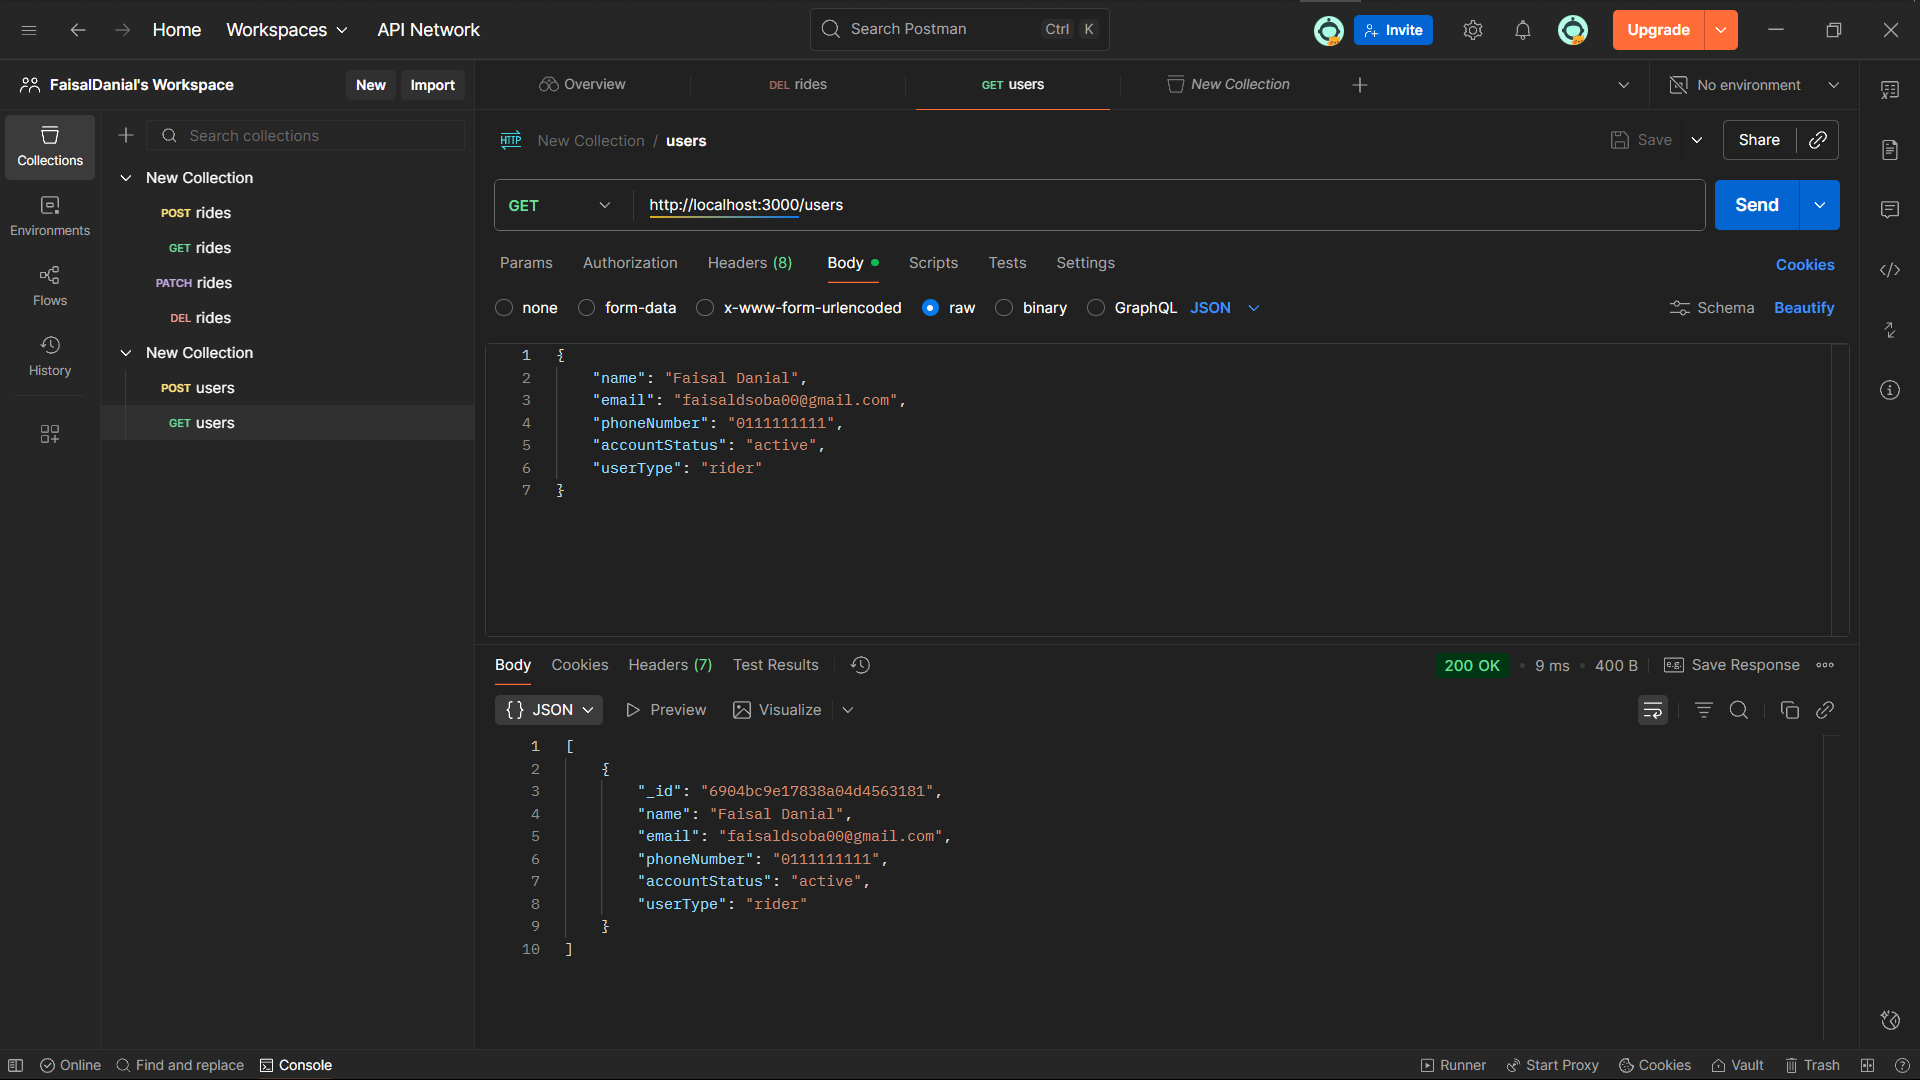 Home Workspaces API Network Search Postman Ctrl K Invite Upgrade
FaisalDanial's Workspace New Import Overview DEL rides GET users New Collection No environment
Search collections New Collection / users Save Share
Collections
New Collection
POST rides GET http://localhost:3000/users Send
Environments
GET rides
Params Authorization Headers (8) Body Scripts Tests Settings Cookies
PATCH rides
Flows
none form-data x-www-form-urlencoded raw binary GraphQL JSON Schema Beautify
DEL rides
New Collection
History
POST users
GET users
1 {
2 "name": "Faisal Danial",
3 "email": "faisaldsoba00@gmail.com",
4 "phoneNumber": "0111111111",
5 "accountStatus": "active",
6 "userType": "rider"
7 }
Body Cookies Headers (7) Test Results 200 OK 9 ms 400 B e.g. Save Response
{} JSON Preview Visualize
1 [
2 {
3 "_id": "6904bc9e17838a04d4563181",
4 "name": "Faisal Danial",
5 "email": "faisaldsoba00@gmail.com",
6 "phoneNumber": "0111111111",
7 "accountStatus": "active",
8 "userType": "rider"
9 }
10 ]
Online Find and replace Console Runner Start Proxy Cookies Vault Trash